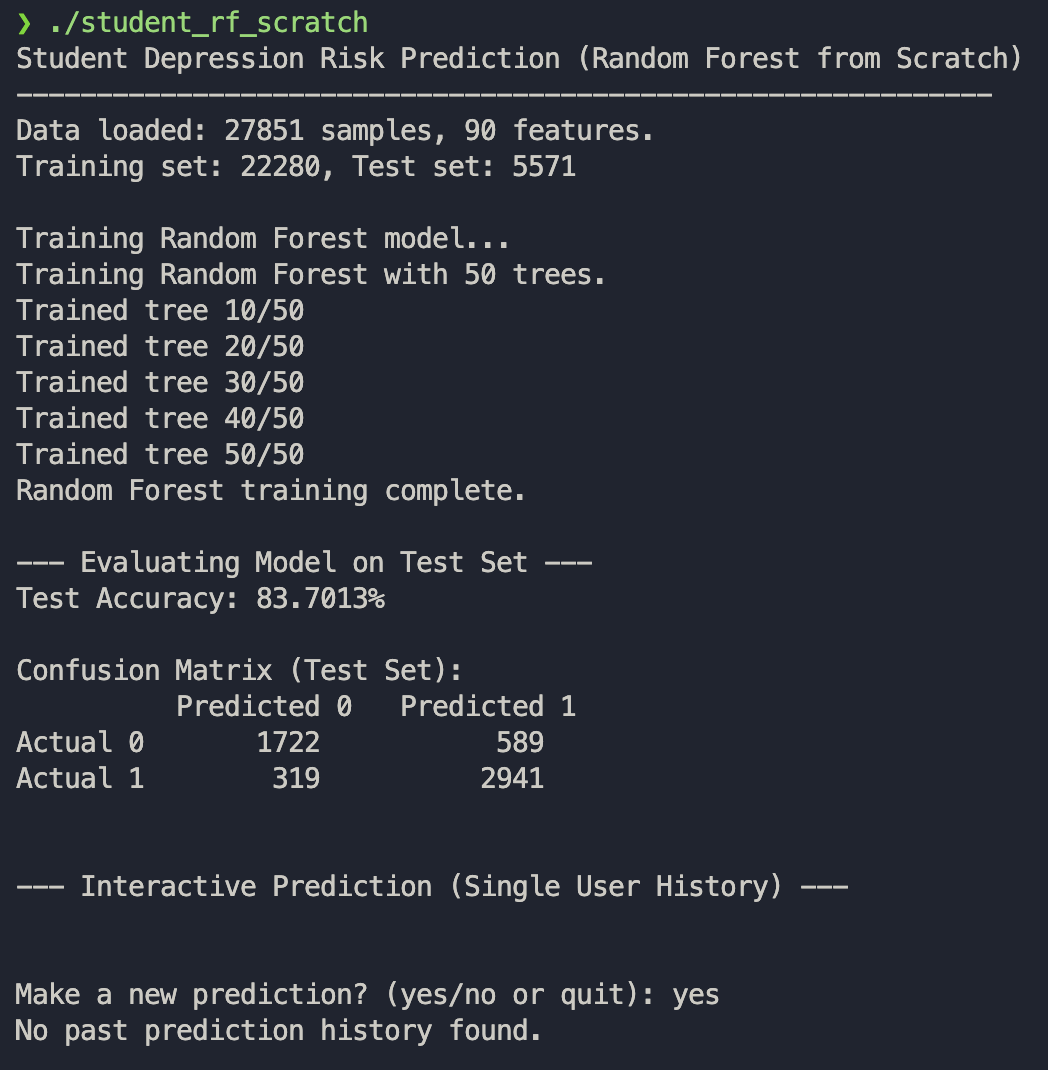 ❯ ./student_rf_scratch
Student Depression Risk Prediction (Random Forest from Scratch)
-------------------------------------------------------------
Data loaded: 27851 samples, 90 features.
Training set: 22280, Test set: 5571
Training Random Forest model...
Training Random Forest with 50 trees.
Trained tree 10/50
Trained tree 20/50
Trained tree 30/50
Trained tree 40/50
Trained tree 50/50
Random Forest training complete.
--- Evaluating Model on Test Set ---
Test Accuracy: 83.7013%
Confusion Matrix (Test Set):
Predicted 0   Predicted 1
Actual 0       1722           589
Actual 1        319          2941
--- Interactive Prediction (Single User History) ---
Make a new prediction? (yes/no or quit): yes
No past prediction history found.